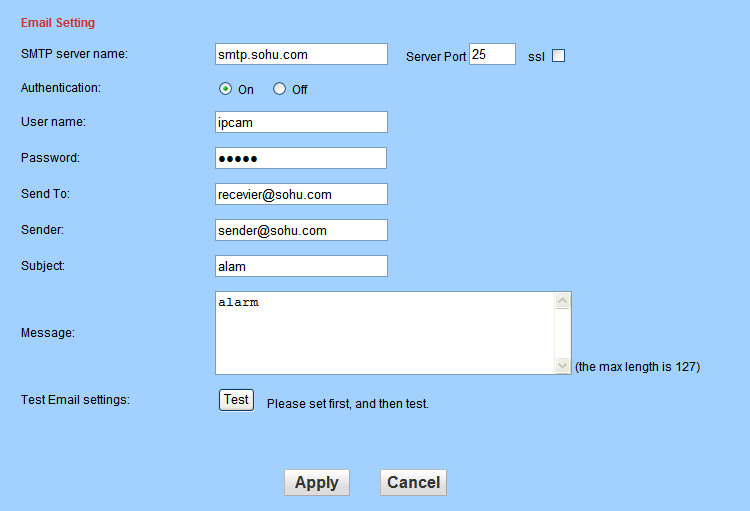 Email Setting
SMTP server name: smtp.sohu.com Server Port 25 ssl
Authentication: On Off
User name: ipcam
Password: ●●●●●
Send To: recevier@sohu.com
Sender: sender@sohu.com
Subject: alam
alarm
Message:
(the max length is 127)
Test Email settings: Test Please set first, and then test.
Apply Cancel